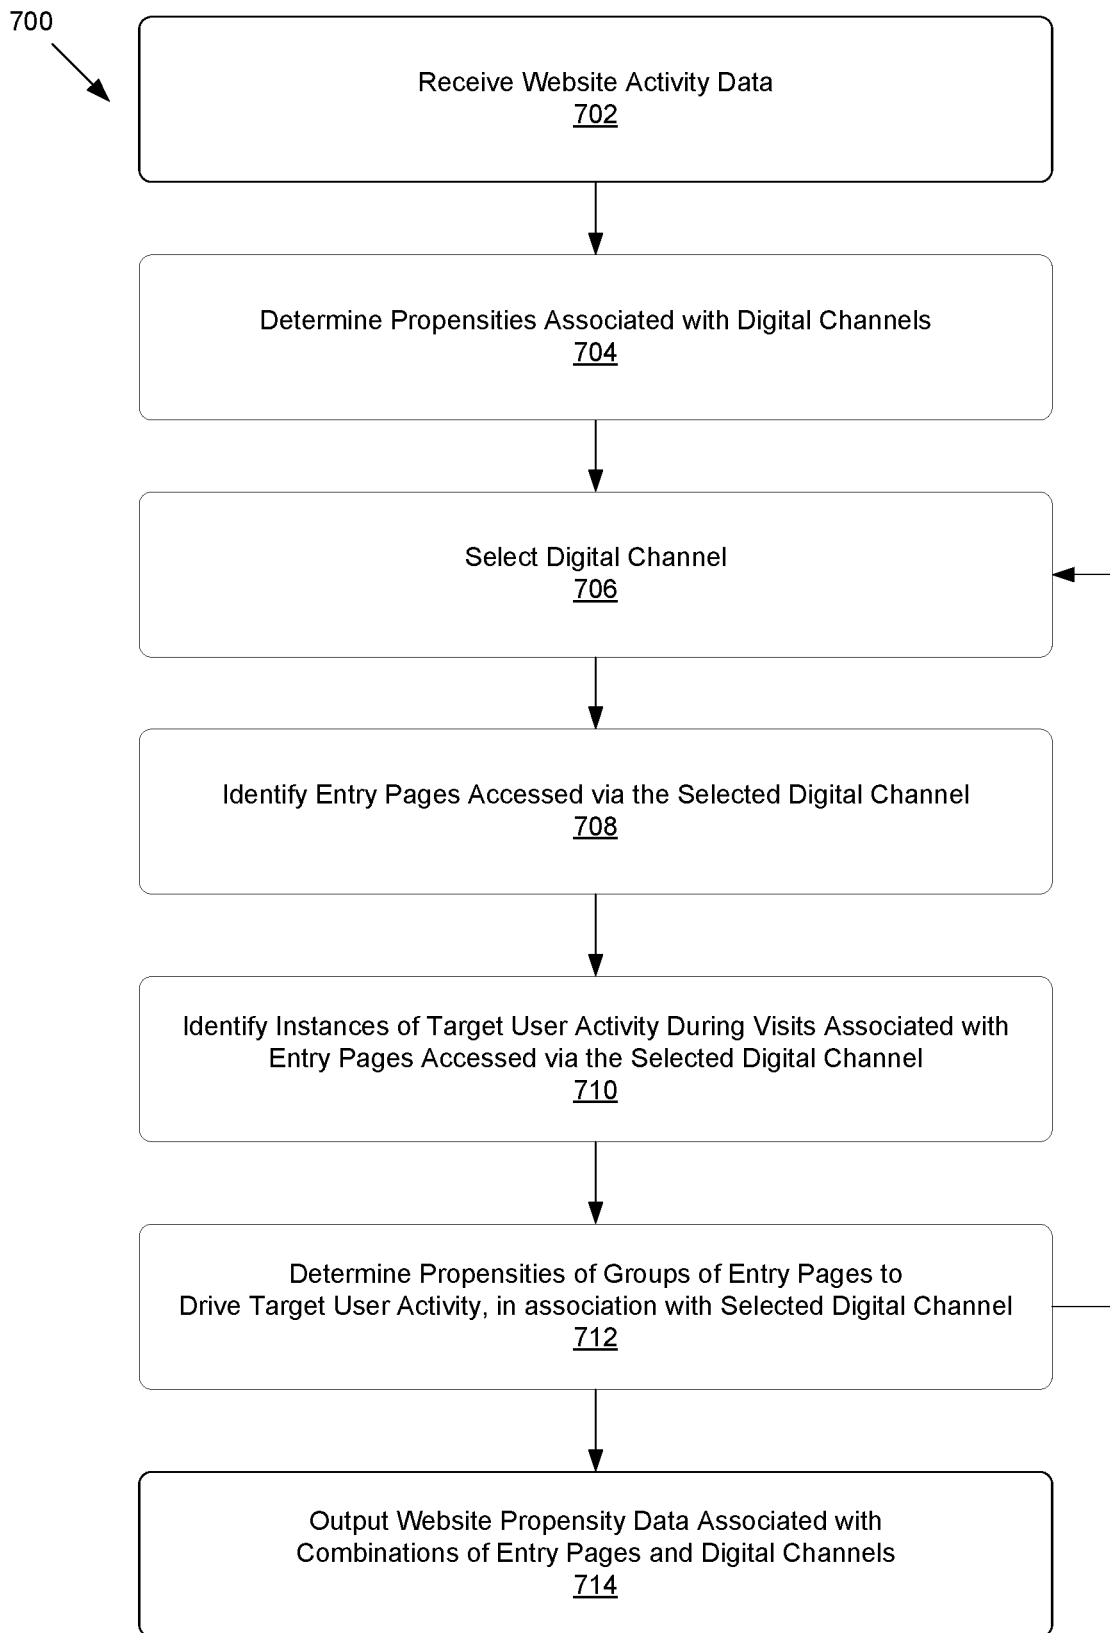 700
Receive Website Activity Data
702
Determine Propensities Associated with Digital Channels
704
Select Digital Channel
706
Identify Entry Pages Accessed via the Selected Digital Channel
708
Identify Instances of Target User Activity During Visits Associated with
Entry Pages Accessed via the Selected Digital Channel
710
Determine Propensities of Groups of Entry Pages to
Drive Target User Activity, in association with Selected Digital Channel
712
Output Website Propensity Data Associated with
Combinations of Entry Pages and Digital Channels
714